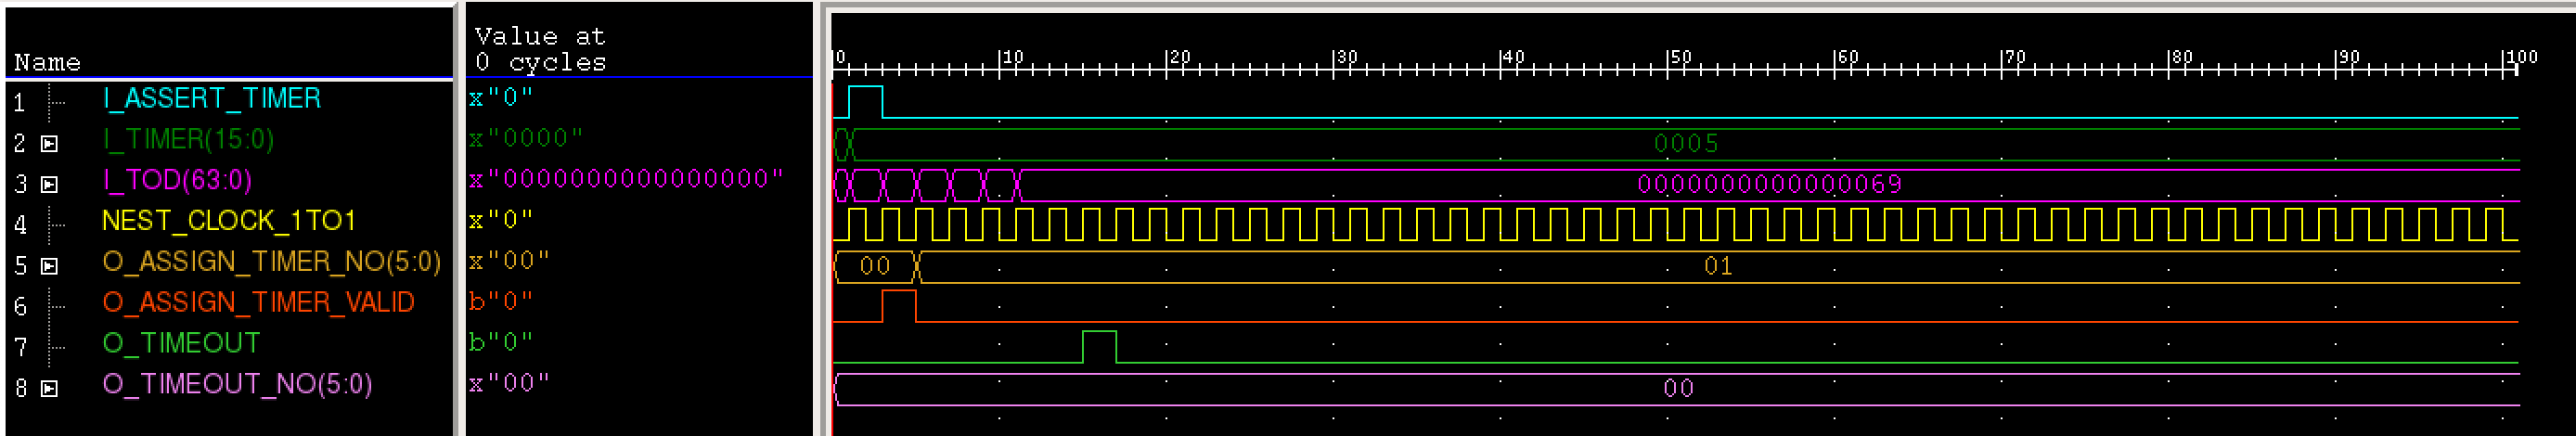 Name
Value at
0 cycles
0 10 20 30 40 50 60 70 80 90 100
1 I_ASSERT_TIMER x"0"
2 I_TIMER(15:0) x"0000" 0005
3 I_TOD(63:0) x"0000000000000000" 0000000000000069
4 NEST_CLOCK_1TO1 x"0"
5 O_ASSIGN_TIMER_NO(5:0) x"00" 00 01
6 O_ASSIGN_TIMER_VALID b"0"
7 O_TIMEOUT b"0"
8 O_TIMEOUT_NO(5:0) x"00" 00